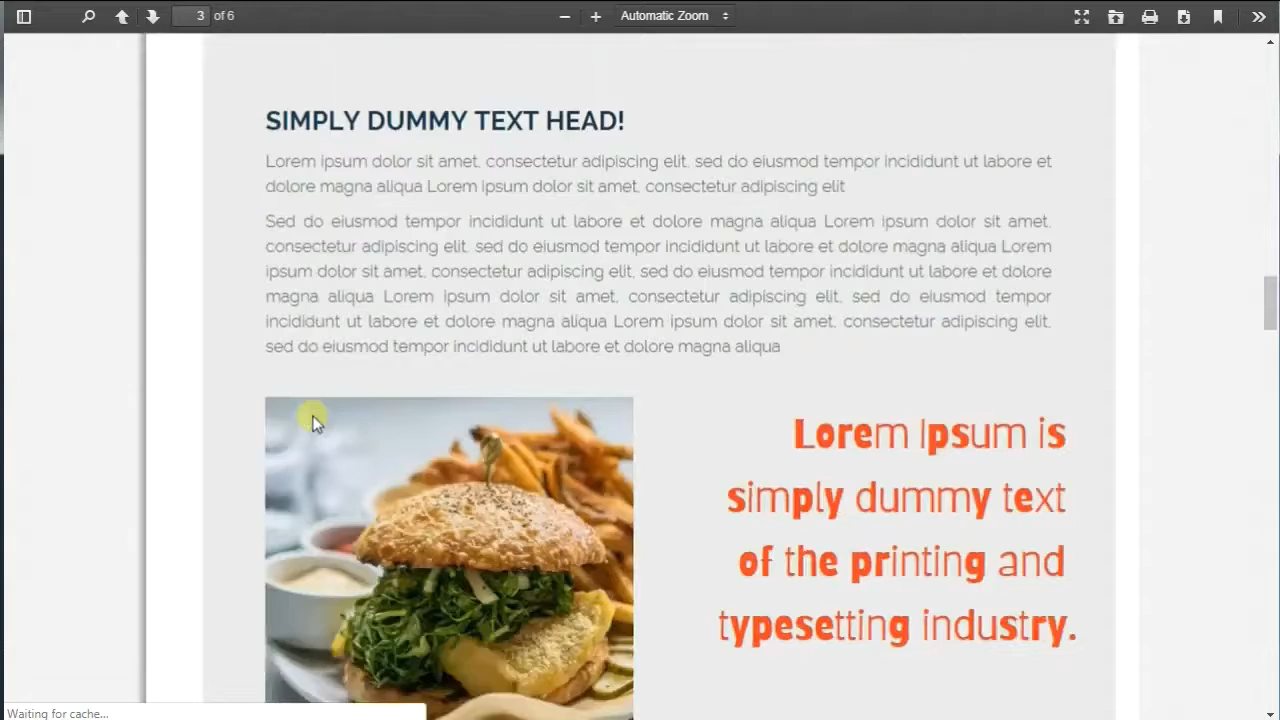 3 of 6 Automatic Zoom
SIMPLY DUMMY TEXT HEAD!
Lorem ipsum dolor sit amet, consectetur adipiscing elit, sed do eiusmod tempor incididunt ut labore et
dolore magna aliqua Lorem ipsum dolor sit amet, consectetur adipiscing elit
Sed do eiusmod tempor incididunt ut labore et dolore magna aliqua Lorem ipsum dolor sit amet,
consectetur adipiscing elit, sed do eiusmod tempor incididunt ut labore et dolore magna aliqua Lorem
ipsum dolor sit amet, consectetur adipiscing elit, sed do eiusmod tempor incididunt ut labore et dolore
magna aliqua Lorem ipsum dolor sit amet, consectetur adipiscing elit, sed do eiusmod tempor
incididunt ut labore et dolore magna aliqua Lorem ipsum dolor sit amet, consectetur adipiscing elit,
sed do eiusmod tempor incididunt ut labore et dolore magna aliqua
Lorem Ipsum is
simply dummy text
of the printing and
typesetting industry.
Waiting for cache...